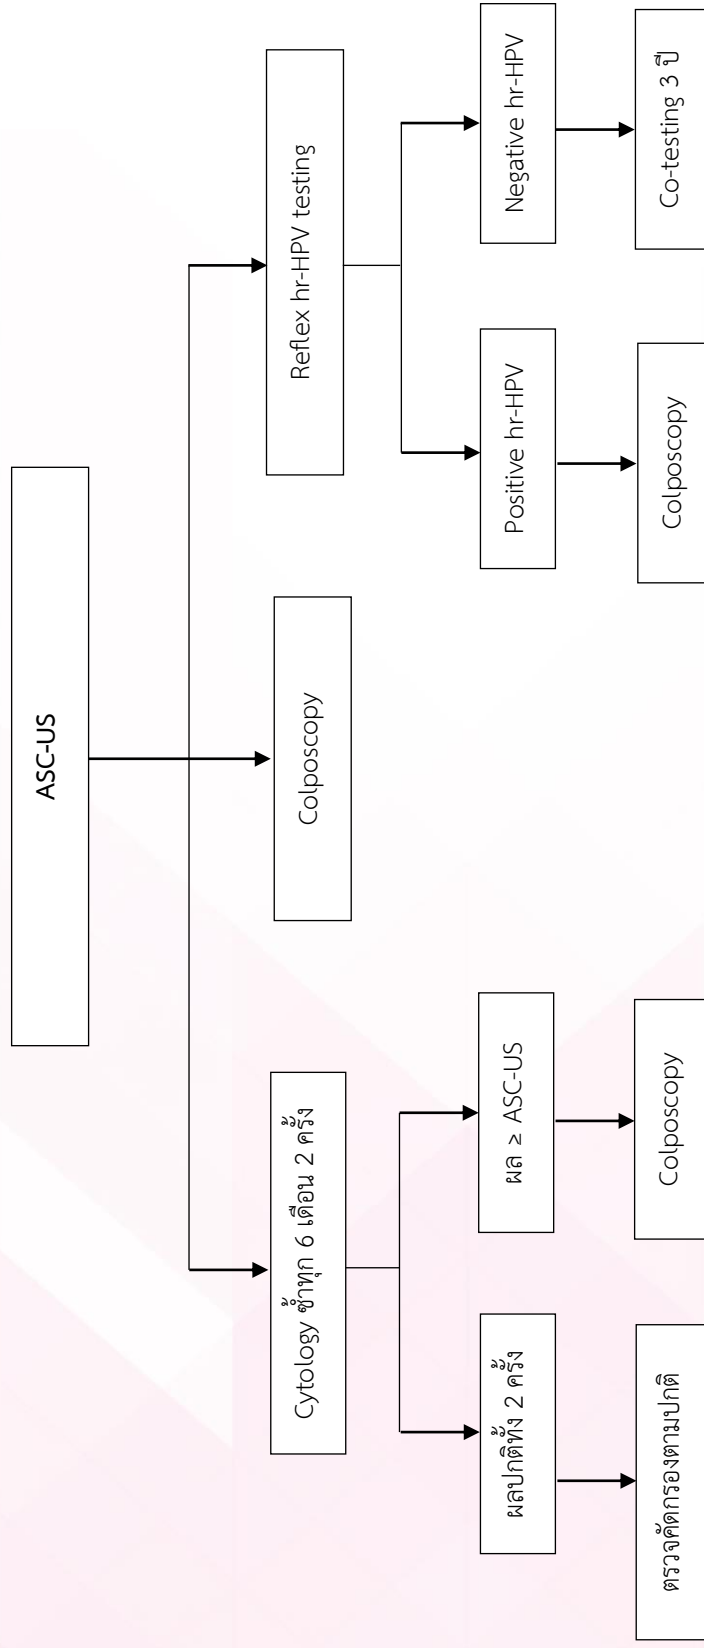 ASC-US
Cytology ซ้ำทุก 6 เดือน 2 ครั้ง
Colposcopy
Reflex hr-HPV testing
ผลปกติทั้ง 2 ครั้ง
ผล ≥ ASC-US
Positive hr-HPV
Negative hr-HPV
ตรวจคัดกรองตามปกติ
Colposcopy
Colposcopy
Co-testing 3 ปี